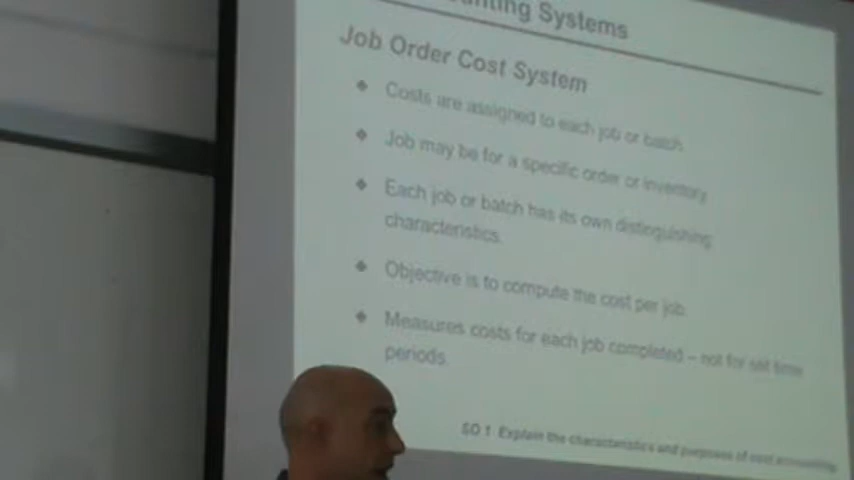 unting Systems
Job Order Cost System
Costs are assigned to each job or batch.
Job may be for a specific order or inventory.
Each job or batch has its own distinguishing
characteristics.
Objective is to compute the cost per job.
Measures costs for each job completed – not for set time
periods.
SO 1 Explain the characteristics and purposes of cost accounting.